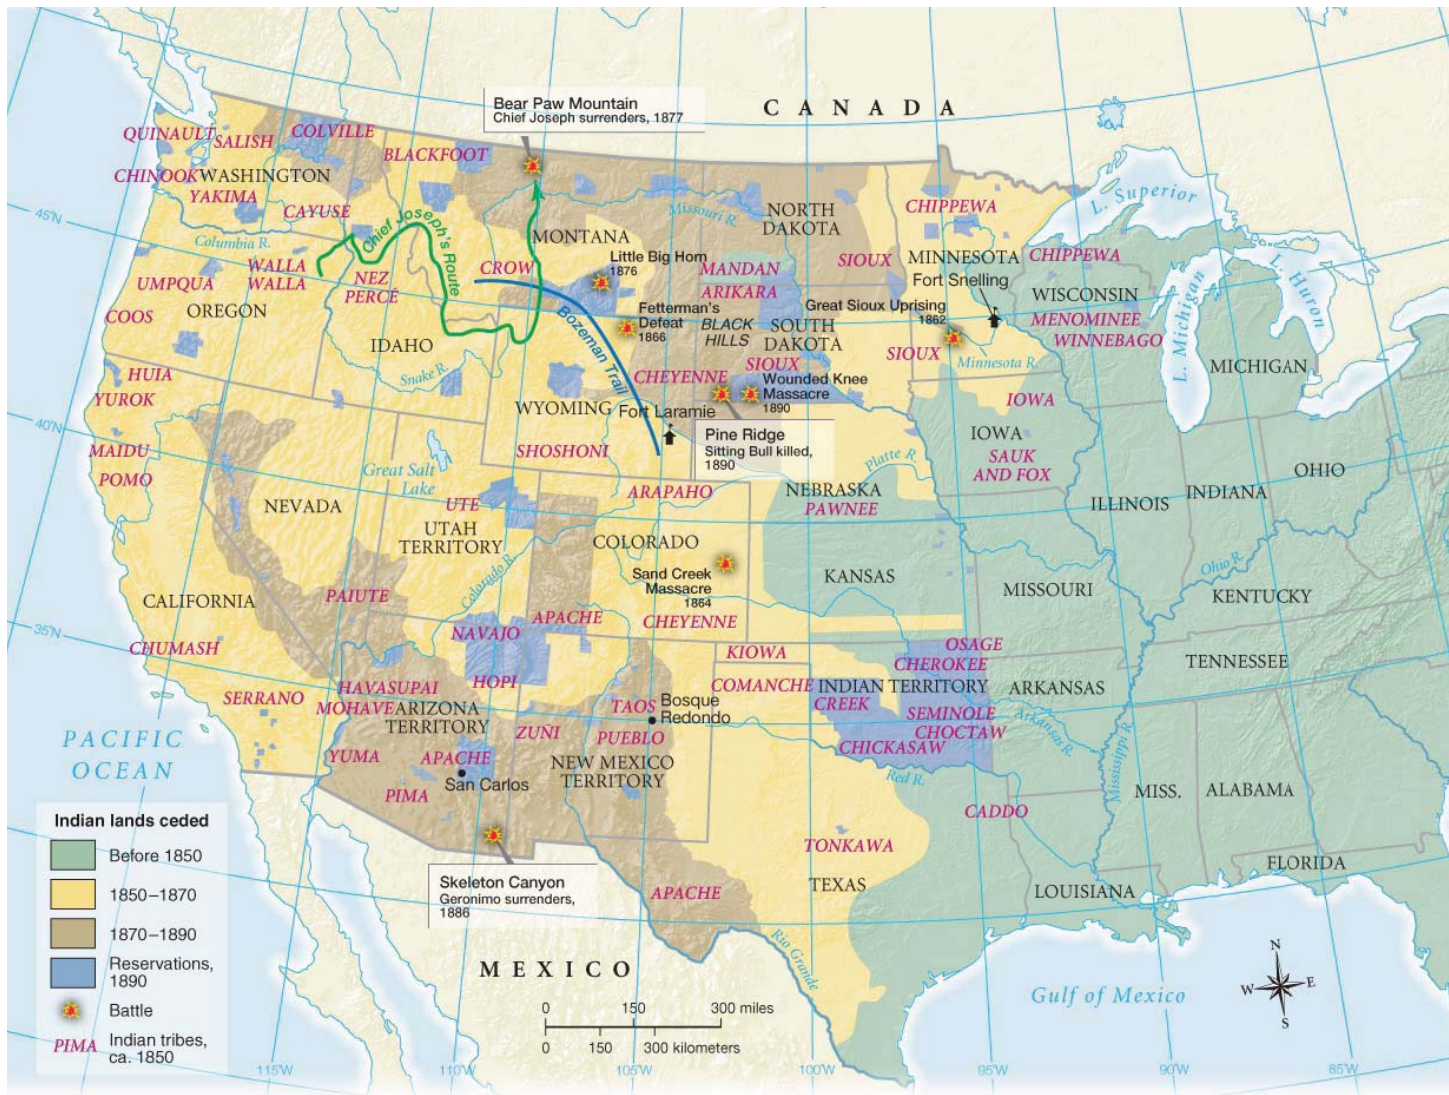 Bear Paw Mountain
Chief Joseph surrenders, 1877
CANADA
QUINAULT
SALISH
COLVILLE
BLACKFOOT
CHINOOK
WASHINGTON
YAKIMA
CAYUSE
45°N
Columbia R.
Chief Joseph's Route
WALLA
WALLA
NEZ
PERCÉ
UMPQUA
OREGON
COOS
IDAHO
Snake R.
HUIA
YUROK
MONTANA
CROW
Missouri R.
NORTH
DAKOTA
Little Big Horn
1876
MANDAN
ARIKARA
SIOUX
Fetterman's
Defeat
1866
BLACK
HILLS
SOUTH
DAKOTA
SIOUX
Bozeman Trail
CHEYENNE
Wounded Knee
Massacre
1890
WYOMING
Fort Laramie
Pine Ridge
Sitting Bull killed,
1890
SHOSHONI
CHIPPEWA
MINNESOTA
Fort Snelling
Great Sioux Uprising
1862
SIOUX
Minnesota R.
L. Superior
CHIPPEWA
WISCONSIN
MENOMINEE
WINNEBAGO
L. Michigan
L. Huron
MICHIGAN
IOWA
IOWA
SAUK
AND FOX
ILLINOIS
INDIANA
OHIO
40°N
MAIDU
POMO
Great Salt
Lake
NEVADA
UTE
UTAH
TERRITORY
ARAPAHO
COLORADO
Sand Creek
Massacre
1864
CHEYENNE
Platte R.
NEBRASKA
PAWNEE
KANSAS
MISSOURI
Ohio R.
KENTUCKY
TENNESSEE
CALIFORNIA
PAIUTE
Colorado R.
APACHE
NAVAJO
HOPI
35°N
CHUMASH
SERRANO
HAVASUPAI
MOHAVE
ARIZONA
TERRITORY
YUMA
APACHE
San Carlos
PIMA
ZUÑI
TAOS
PUEBLO
Bosque
Redondo
NEW MEXICO
TERRITORY
KIOWA
COMANCHE
OSAGE
CHEROKEE
INDIAN TERRITORY
CREEK
SEMINOLE
CHOCTAW
CHICKASAW
ARKANSAS
Arkansas R.
Red R.
Mississippi R.
CADDO
MISS.
ALABAMA
TONKAWA
TEXAS
LOUISIANA
FLORIDA
APACHE
Rio Grande
Skeleton Canyon
Geronimo surrenders,
1886
MEXICO
PACIFIC
OCEAN
Gulf of Mexico
N
W
E
S
Indian lands ceded
Before 1850
1850–1870
1870–1890
Reservations,
1890
Battle
PIMA
Indian tribes,
ca. 1850
0 150 300 miles
0 150 300 kilometers
115°W
110°W
105°W
100°W
95°W
90°W
85°W